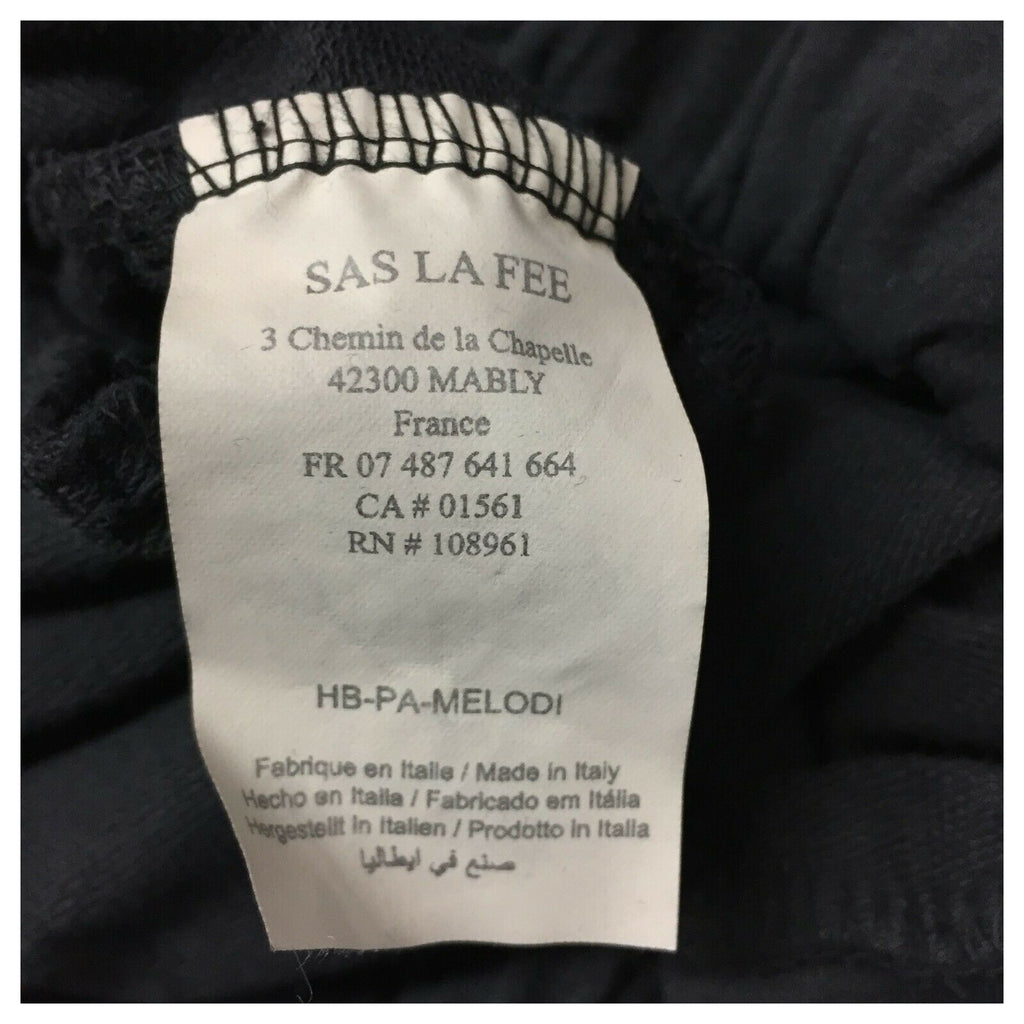 SAS LA FEE
3 Chemin de la Chapelle
42300 MABLY
France
FR 07 487 641 664
CA # 01561
RN # 108961
HB-PA-MELODI
Fabrique en Italie / Made in Italy
Hecho en Italia / Fabricado em Itália
Hergestellt in Italien / Prodotto in Italia
صنع في ايطاليا